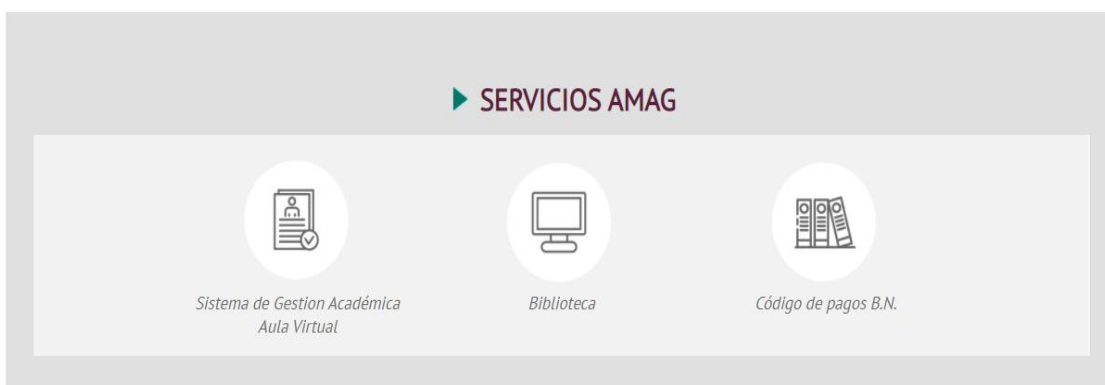 SERVICIOS AMAG
Sistema de Gestion Académica
Aula Virtual
Biblioteca
Código de pagos B.N.